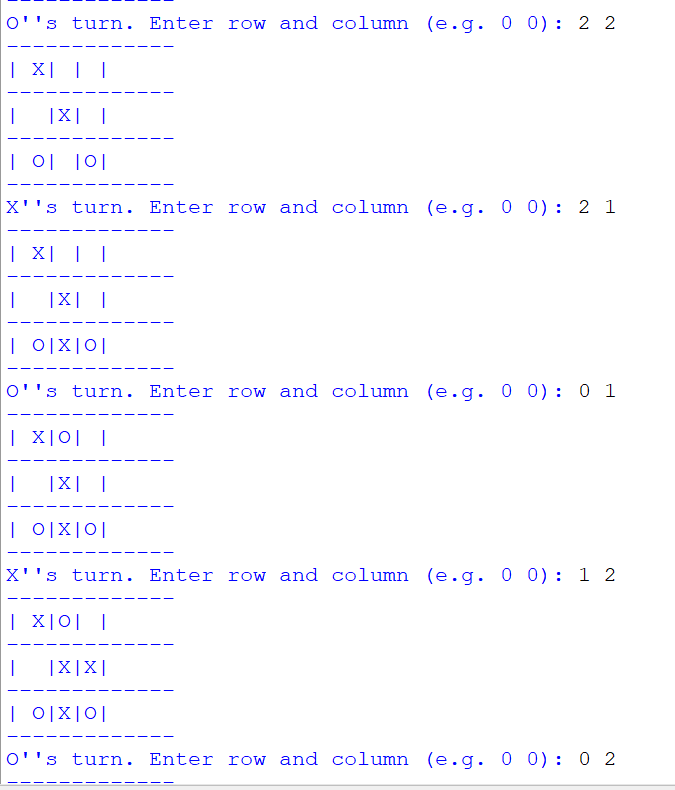 -------------
O''s turn. Enter row and column (e.g. 0 0): 2 2
-------------
| X| | |
-------------
|  |X| |
-------------
| O| |O|
-------------
X''s turn. Enter row and column (e.g. 0 0): 2 1
-------------
| X| | |
-------------
|  |X| |
-------------
| O|X|O|
-------------
O''s turn. Enter row and column (e.g. 0 0): 0 1
-------------
| X|O| |
-------------
|  |X| |
-------------
| O|X|O|
-------------
X''s turn. Enter row and column (e.g. 0 0): 1 2
-------------
| X|O| |
-------------
|  |X|X|
-------------
| O|X|O|
-------------
O''s turn. Enter row and column (e.g. 0 0): 0 2
-------------